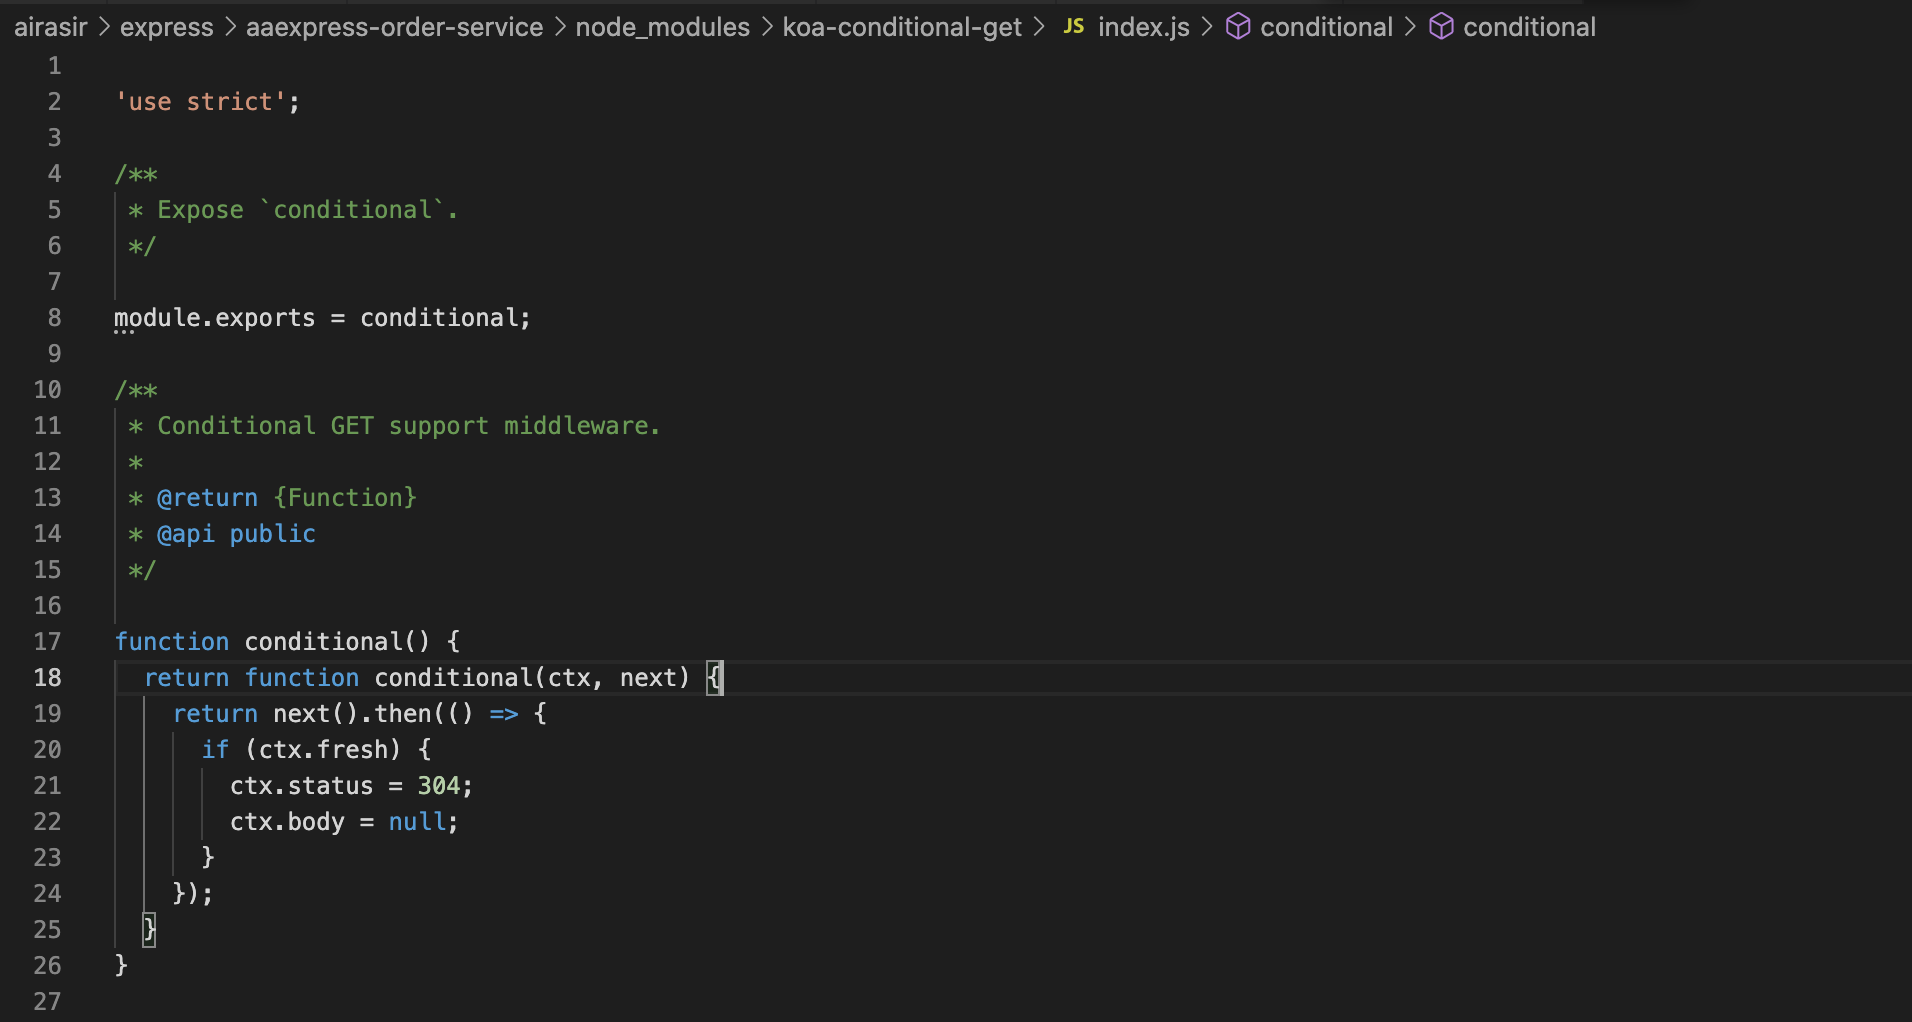 airasir > express > aaexpress-order-service > node_modules > koa-conditional-get > JS index.js > conditional > conditional
1
2 'use strict';
3
4 /**
5  * Expose `conditional`.
6  */
7
8 module.exports = conditional;
9
10 /**
11  * Conditional GET support middleware.
12  *
13  * @return {Function}
14  * @api public
15  */
16
17 function conditional() {
18   return function conditional(ctx, next) {
19     return next().then(() => {
20       if (ctx.fresh) {
21         ctx.status = 304;
22         ctx.body = null;
23       }
24     });
25   }
26 }
27